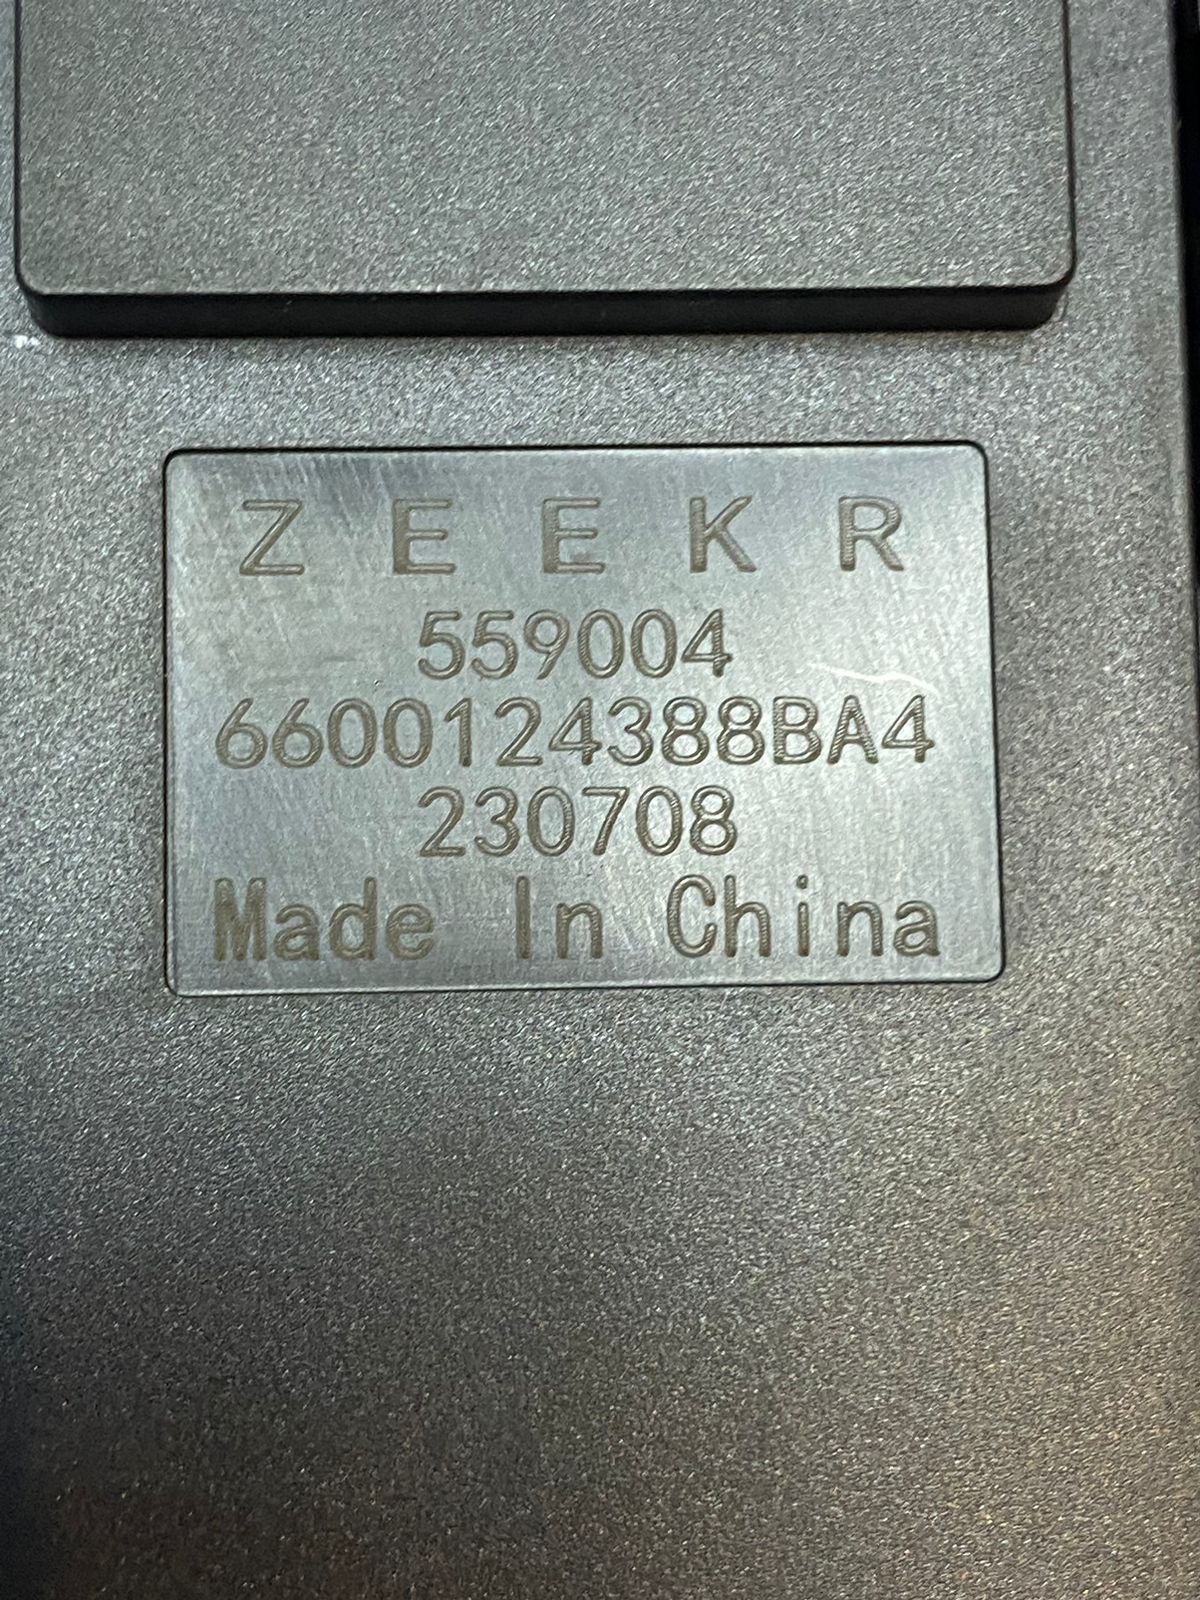 ZEEKR
559004
6600124388BA4
230708
Made In China